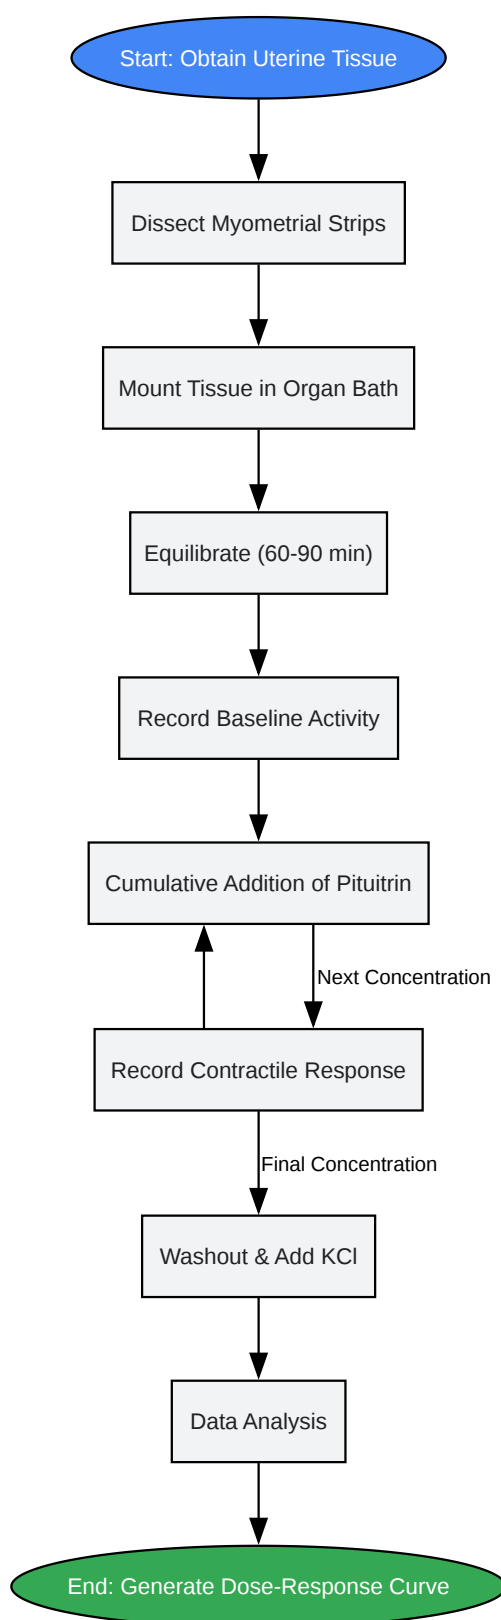 Start: Obtain Uterine Tissue
Dissect Myometrial Strips
Mount Tissue in Organ Bath
Equilibrate (60-90 min)
Record Baseline Activity
Cumulative Addition of Pituitrin
Next Concentration
Record Contractile Response
Final Concentration
Washout & Add KCl
Data Analysis
End: Generate Dose-Response Curve